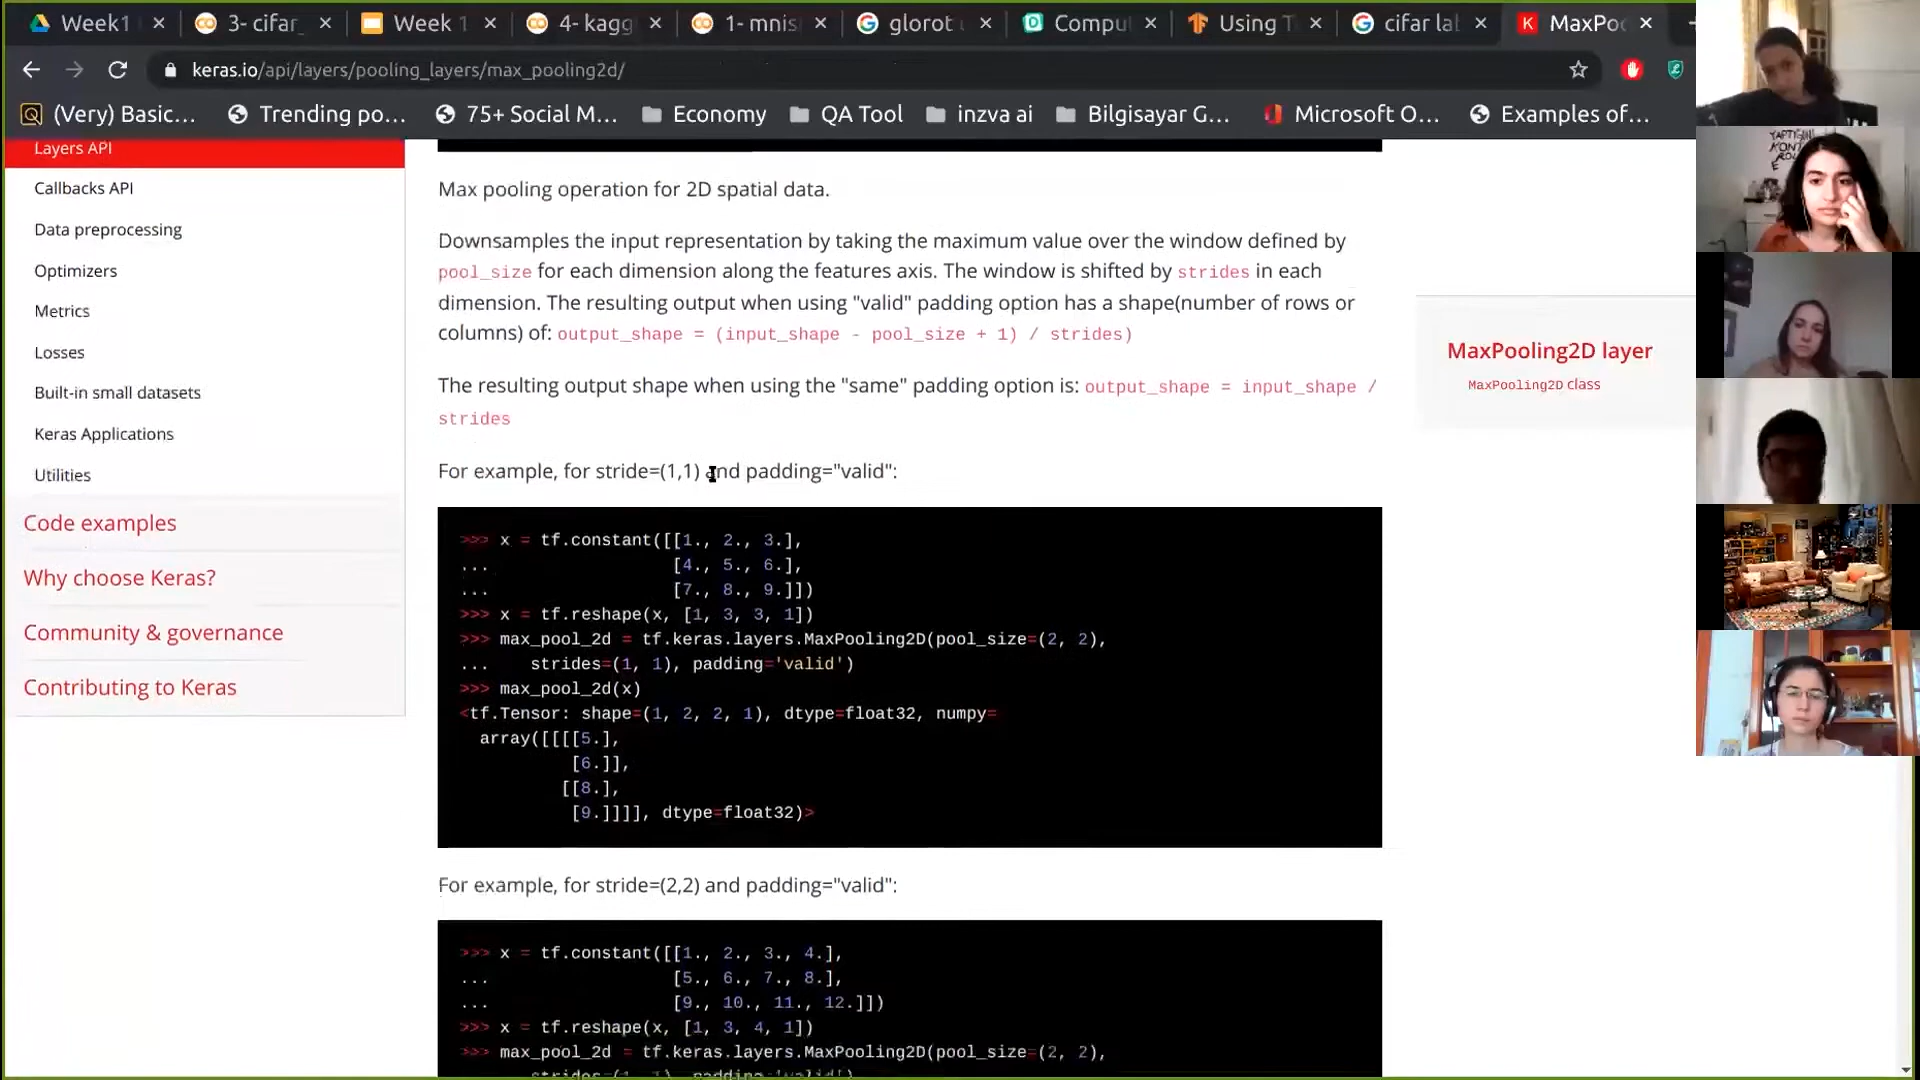 Week1
3- cifar_
Week 1
4- kagg
1- mnis
glorot
Compu
Using T
cifar lal
MaxPoo
keras.io/api/layers/pooling_layers/max_pooling2d/
(Very) Basic...
Trending po...
75+ Social M...
Economy
QA Tool
inzva ai
Bilgisayar G...
Microsoft O...
Examples of...
Layers API
Callbacks API
Data preprocessing
Optimizers
Metrics
Losses
Built-in small datasets
Keras Applications
Utilities
Code examples
Why choose Keras?
Community & governance
Contributing to Keras
Max pooling operation for 2D spatial data.
Downsamples the input representation by taking the maximum value over the window defined by
pool_size for each dimension along the features axis. The window is shifted by strides in each
dimension. The resulting output when using "valid" padding option has a shape(number of rows or
columns) of: output_shape = (input_shape - pool_size + 1) / strides)
The resulting output shape when using the "same" padding option is: output_shape = input_shape /
strides
For example, for stride=(1,1) and padding="valid":
>>> x = tf.constant([[1., 2., 3.],
... [4., 5., 6.],
... [7., 8., 9.]])
>>> x = tf.reshape(x, [1, 3, 3, 1])
>>> max_pool_2d = tf.keras.layers.MaxPooling2D(pool_size=(2, 2),
... strides=(1, 1), padding='valid')
>>> max_pool_2d(x)
<tf.Tensor: shape=(1, 2, 2, 1), dtype=float32, numpy=
array([[[[5.],
[6.]],
[[8.],
[9.]]]], dtype=float32)>
For example, for stride=(2,2) and padding="valid":
>>> x = tf.constant([[1., 2., 3., 4.],
... [5., 6., 7., 8.],
... [9., 10., 11., 12.]])
>>> x = tf.reshape(x, [1, 3, 4, 1])
>>> max_pool_2d = tf.keras.layers.MaxPooling2D(pool_size=(2, 2),
MaxPooling2D layer
MaxPooling2D class